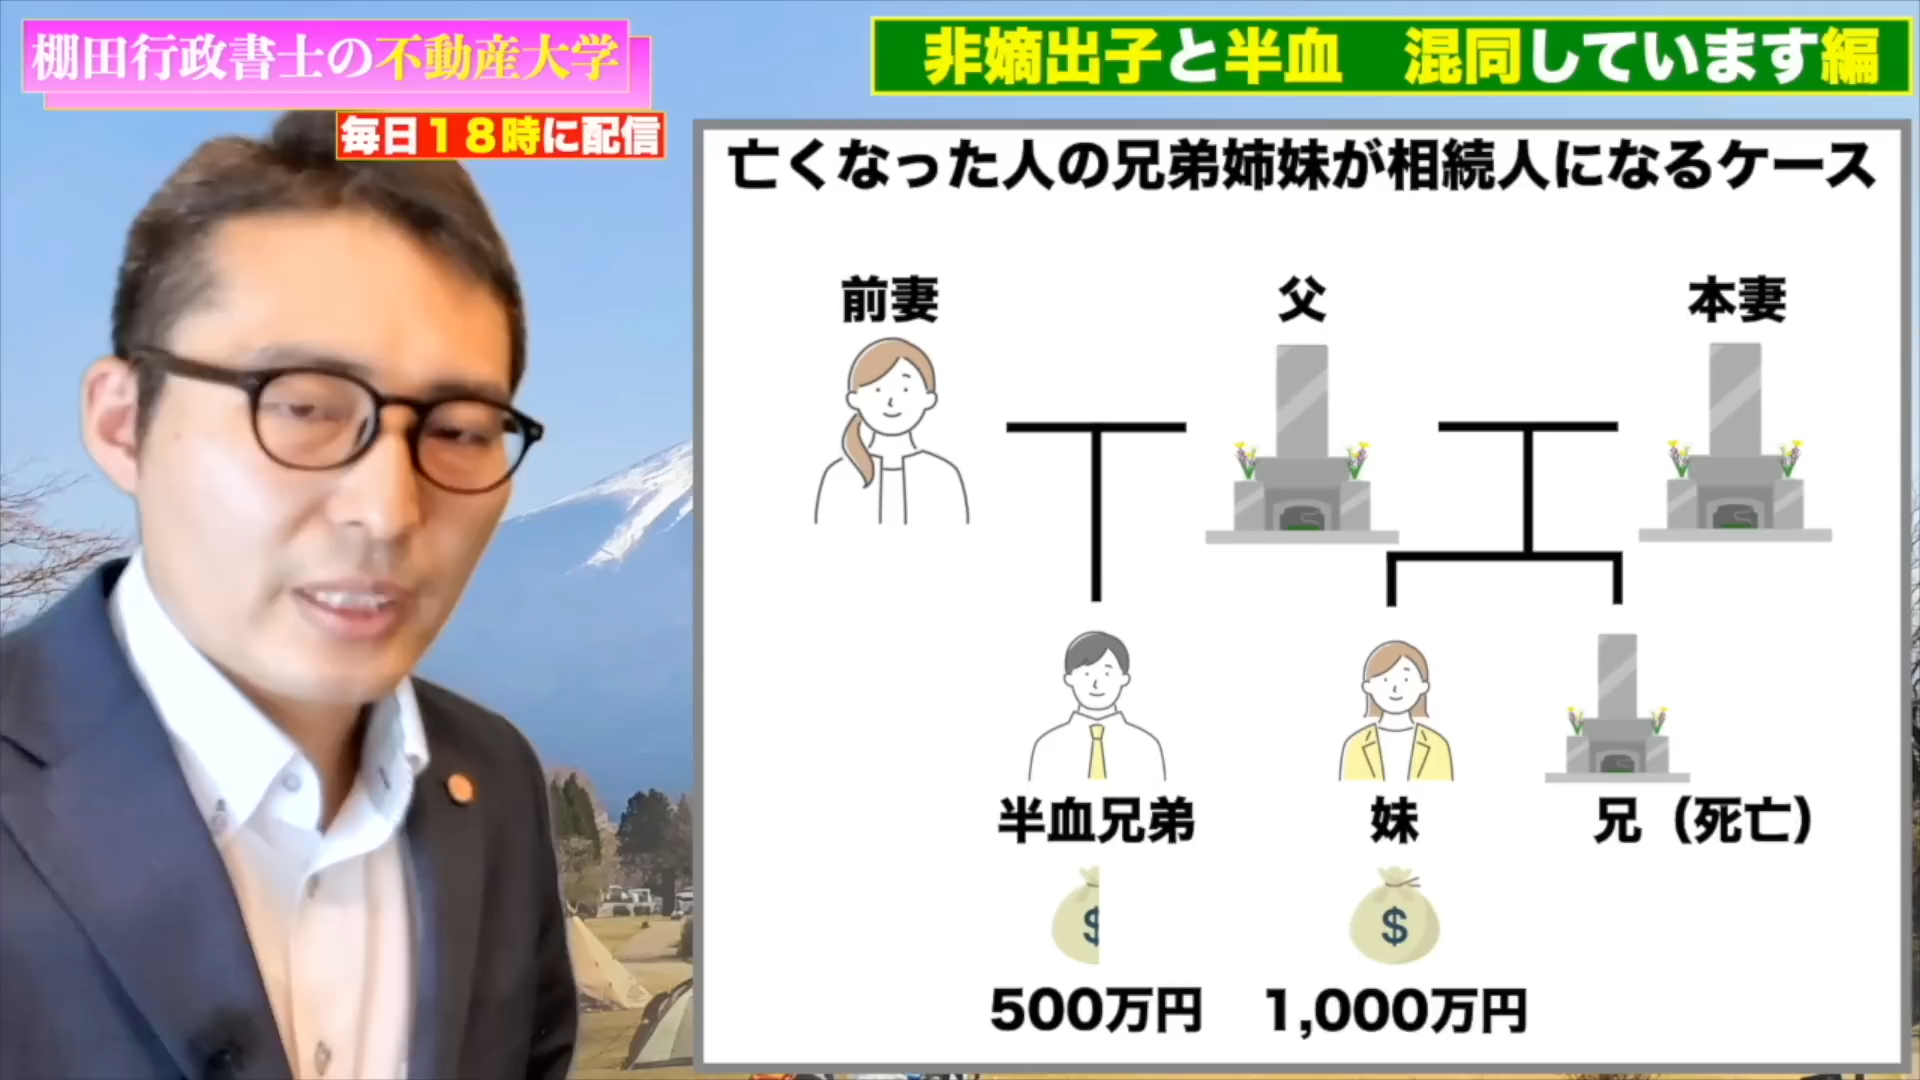 棚田行政書士の不動産大学
毎日18時に配信
非嫡出子と半血　混同しています編
亡くなった人の兄弟姉妹が相続人になるケース
前妻
父
本妻
半血兄弟
妹
兄（死亡）
$
$
500万円
1,000万円